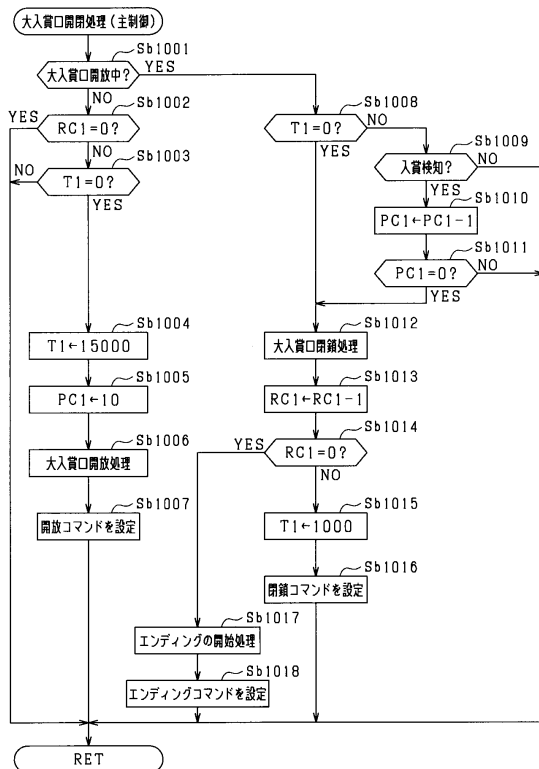 大入賞口開閉処理(主制御)
Sb1001
大入賞口開放中?
YES
NO
Sb1002
YES
RC1=0?
NO
Sb1003
NO
T1=0?
YES
Sb1004
T1←15000
Sb1005
PC1←10
Sb1006
大入賞口開放処理
Sb1007
開放コマンドを設定
Sb1008
T1=0?
NO
YES
Sb1009
入賞検知?
NO
YES
Sb1010
PC1←PC1-1
Sb1011
PC1=0?
NO
YES
Sb1012
大入賞口閉鎖処理
Sb1013
RC1←RC1-1
Sb1014
YES
RC1=0?
NO
Sb1015
T1←1000
Sb1016
閉鎖コマンドを設定
Sb1017
エンディングの開始処理
Sb1018
エンディングコマンドを設定
RET